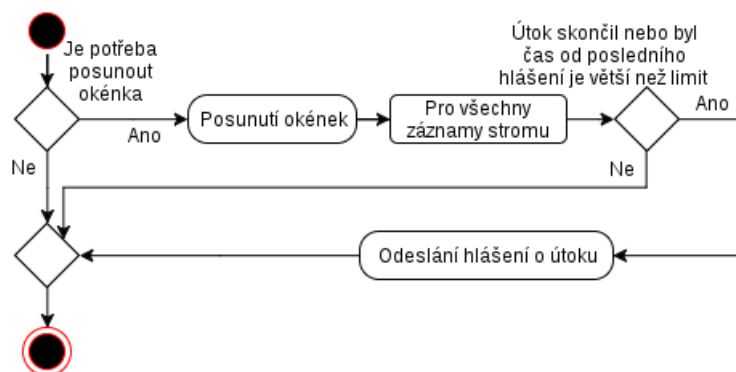 Je potřeba
posunout
okénka
Útok skončil nebo byl
čas od posledního
hlášení je větší než limit
Ano
Posunutí okének
Pro všechny
záznamy stromu
Ano
Ne
Ne
Odeslání hlášení o útoku